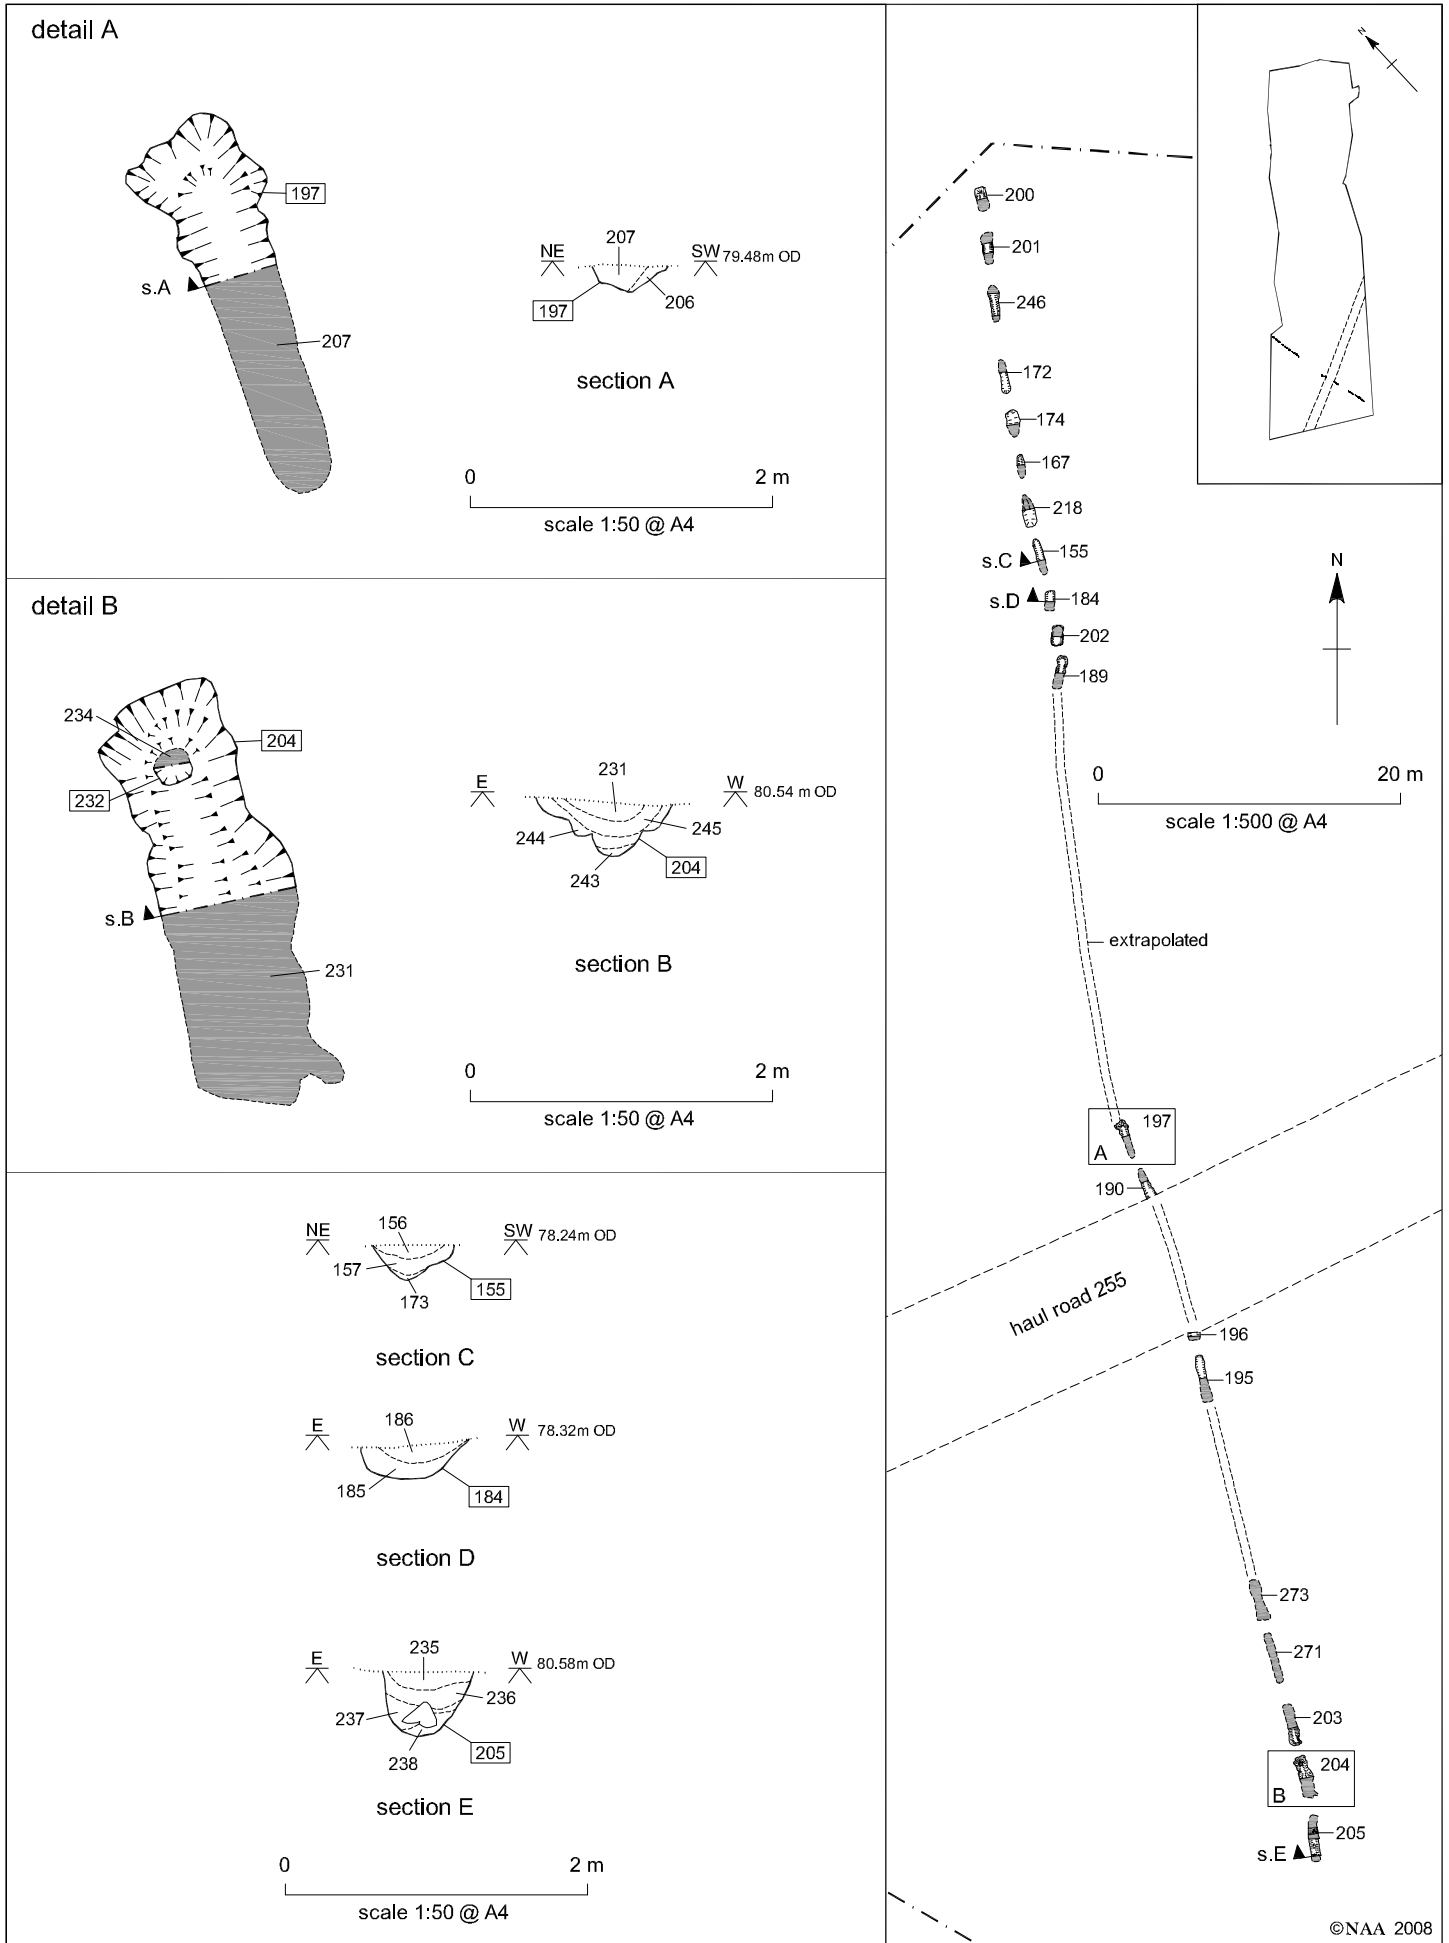 detail A
197
s.A
207
NE
207
SW 79.48m OD
197
206
section A
0 2 m
scale 1:50 @ A4
detail B
234
204
232
s.B
231
E
231
W 80.54 m OD
244
245
204
243
section B
0 2 m
scale 1:50 @ A4
NE
156
SW 78.24m OD
157
155
173
section C
E
186
W 78.32m OD
185
184
section D
E
235
W 80.58m OD
236
237
205
238
section E
0 2 m
scale 1:50 @ A4
N
200
201
246
172
174
167
218
155
s.C
s.D
184
202
189
N
0 20 m
scale 1:500 @ A4
extrapolated
197
A
190
haul road 255
196
195
273
271
203
204
B
205
s.E
©NAA 2008